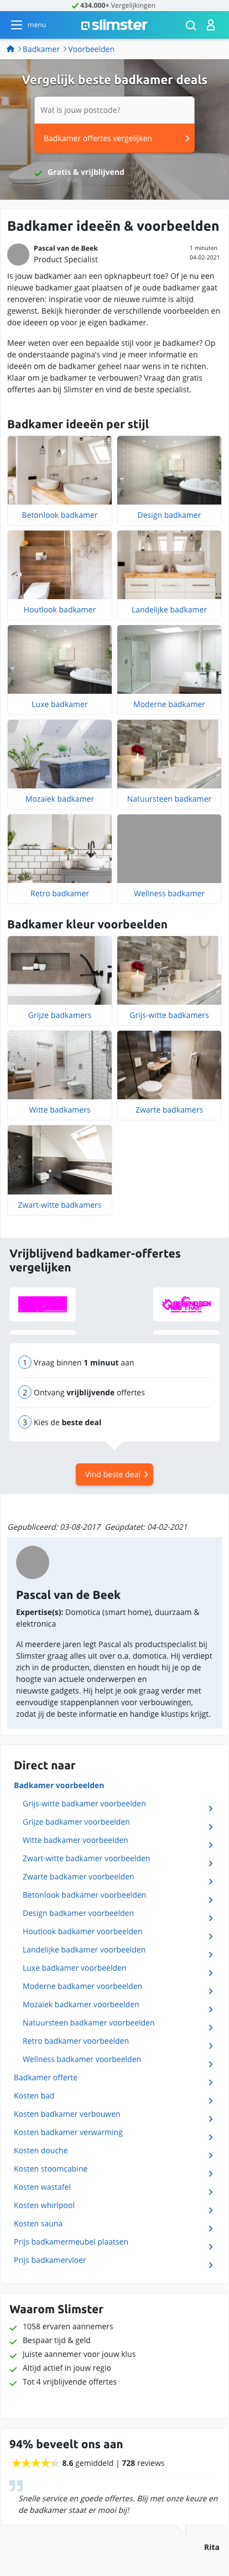 434.000+ Vergelijkingen
menu
slimster
Badkamer
Voorbeelden
Vergelijk beste badkamer deals
Wat is jouw postcode?
Badkamer offertes vergelijken
Gratis & vrijblijvend
Badkamer ideeën & voorbeelden
Pascal van de Beek
Product Specialist
1 minuten
04-02-2021
Is jouw badkamer aan een opknapbeurt toe? Of je nu een
nieuwe badkamer gaat plaatsen of je oude badkamer gaat
renoveren: inspiratie voor de nieuwe ruimte is altijd
gewenst. Bekijk hieronder de verschillende voorbeelden en
doe ideeen op voor je eigen badkamer.
Meer weten over een bepaalde stijl voor je badkamer? Op
de onderstaande pagina's vind je meer informatie en
ideeën om de badkamer geheel naar wens in te richten.
Klaar om je badkamer te verbouwen? Vraag dan gratis
offertes aan bij Slimster en vind de beste specialist.
Badkamer ideeën per stijl
Betonlook badkamer
Design badkamer
Houtlook badkamer
Landelijke badkamer
Luxe badkamer
Moderne badkamer
Mozaïek badkamer
Natuursteen badkamer
Retro badkamer
Wellness badkamer
Badkamer kleur voorbeelden
Grijze badkamers
Grijs-witte badkamers
Witte badkamers
Zwarte badkamers
Zwart-witte badkamers
Vrijblijvend badkamer-offertes
vergelijken
1 Vraag binnen 1 minuut aan
2 Ontvang vrijblijvende offertes
3 Kies de beste deal
Vind beste deal
Gepubliceerd: 03-08-2017 Geüpdatet: 04-02-2021
Pascal van de Beek
Expertise(s): Domotica (smart home), duurzaam &
elektronica
Al meerdere jaren legt Pascal als productspecialist bij
Slimster graag alles uit over o.a. domotica. Hij verdiept
zich in de producten, diensten en houdt hij je op de
hoogte van actuele onderwerpen en
nieuwste gadgets. Hij helpt je ook graag verder met
eenvoudige stappenplannen voor verbouwingen,
zodat jij de beste informatie en handige klustips krijgt.
Direct naar
Badkamer voorbeelden
Grijs-witte badkamer voorbeelden
Grijze badkamer voorbeelden
Witte badkamer voorbeelden
Zwart-witte badkamer voorbeelden
Zwarte badkamer voorbeelden
Betonlook badkamer voorbeelden
Design badkamer voorbeelden
Houtlook badkamer voorbeelden
Landelijke badkamer voorbeelden
Luxe badkamer voorbeelden
Moderne badkamer voorbeelden
Mozaïek badkamer voorbeelden
Natuursteen badkamer voorbeelden
Retro badkamer voorbeelden
Wellness badkamer voorbeelden
Badkamer offerte
Kosten bad
Kosten badkamer verbouwen
Kosten badkamer verwarming
Kosten douche
Kosten stoomcabine
Kosten wastafel
Kosten whirlpool
Kosten sauna
Prijs badkamermeubel plaatsen
Prijs badkamervloer
Waarom Slimster
1058 ervaren aannemers
Bespaar tijd & geld
Juiste aannemer voor jouw klus
Altijd actief in jouw regio
Tot 4 vrijblijvende offertes
94% beveelt ons aan
8.6 gemiddeld | 728 reviews
Snelle service en goede offertes. Blij met onze keuze en
de badkamer staat er mooi bij!
Rita